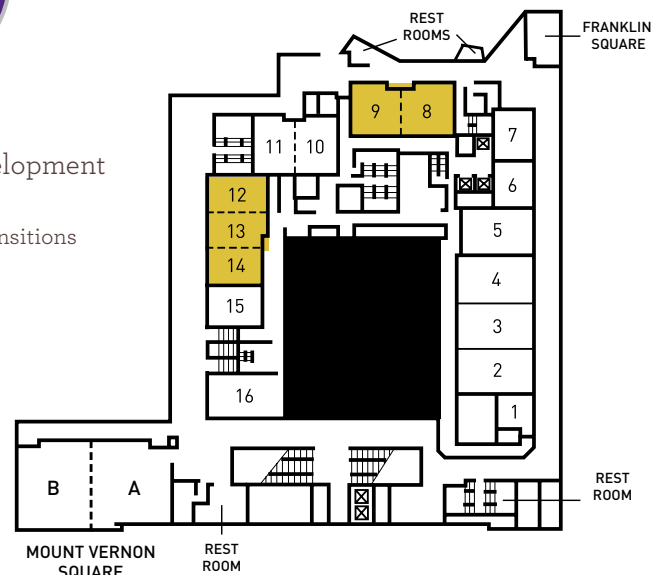 REST
ROOMS
FRANKLIN
SQUARE
9
8
7
11
10
elopment
6
12
nsitions
13
5
14
4
15
3
2
16
1
B
A
REST
ROOM
MOUNT VERNON
SQUARE
REST
ROOM